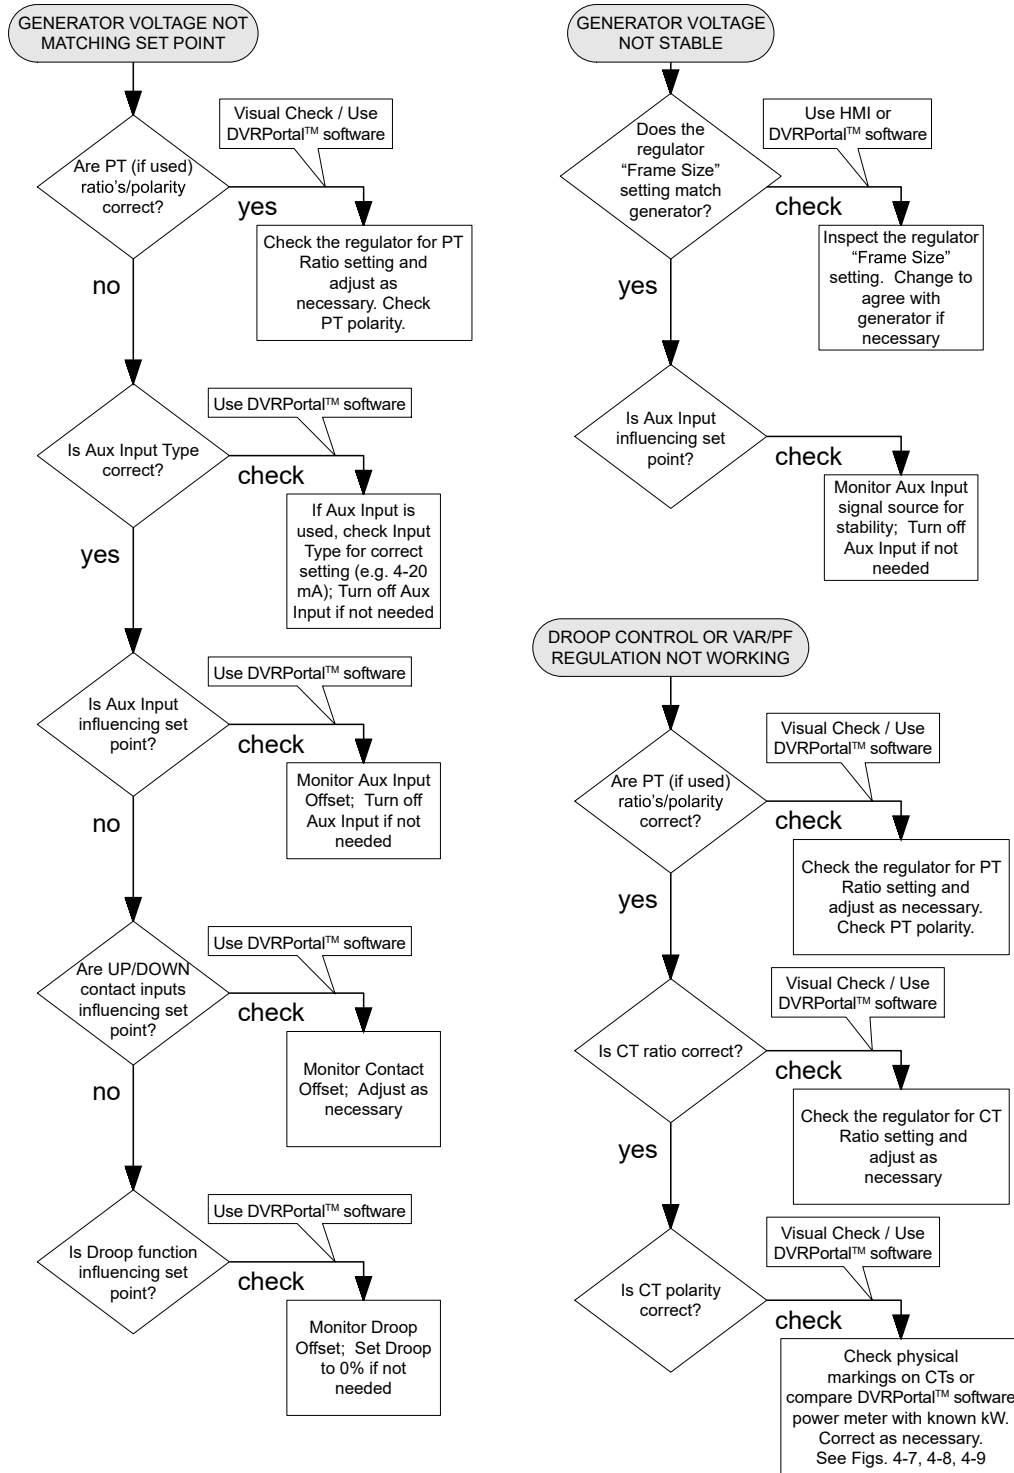 GENERATOR VOLTAGE NOT
MATCHING SET POINT
Visual Check / Use
DVRPortal™ software
Are PT (if used)
ratio's/polarity
correct?
yes
Check the regulator for PT
Ratio setting and
adjust as
necessary. Check
PT polarity.
no
Use DVRPortal™ software
Is Aux Input Type
correct?
check
If Aux Input is
used, check Input
Type for correct
setting (e.g. 4-20
mA); Turn off Aux
Input if not needed
yes
Use DVRPortal™ software
Is Aux Input
influencing set
point?
check
Monitor Aux Input
Offset; Turn off
Aux Input if not
needed
no
Use DVRPortal™ software
Are UP/DOWN
contact inputs
influencing set
point?
check
Monitor Contact
Offset; Adjust as
necessary
no
Use DVRPortal™ software
Is Droop function
influencing set
point?
check
Monitor Droop
Offset; Set Droop
to 0% if not
needed
GENERATOR VOLTAGE
NOT STABLE
Use HMI or
DVRPortal™ software
Does the
regulator
“Frame Size”
setting match
generator?
check
Inspect the regulator
“Frame Size”
setting. Change to
agree with
generator if
necessary
yes
Is Aux Input
influencing set
point?
check
Monitor Aux Input
signal source for
stability; Turn off
Aux Input if not
needed
DROOP CONTROL OR VAR/PF
REGULATION NOT WORKING
Visual Check / Use
DVRPortal™ software
Are PT (if used)
ratio's/polarity
correct?
check
Check the regulator for PT
Ratio setting and
adjust as necessary.
Check PT polarity.
yes
Visual Check / Use
DVRPortal™ software
Is CT ratio correct?
check
Check the regulator for CT
Ratio setting and
adjust as
necessary
yes
Visual Check / Use
DVRPortal™ software
Is CT polarity
correct?
check
Check physical
markings on CTs or
compare DVRPortal™ software
power meter with known kW.
Correct as necessary.
See Figs. 4-7, 4-8, 4-9